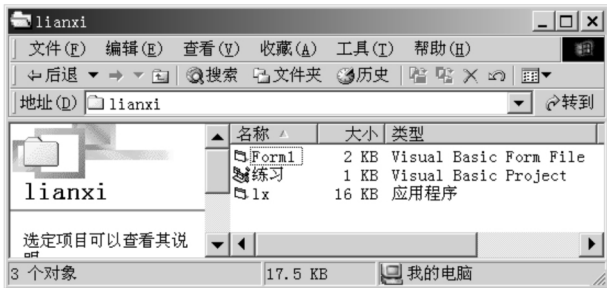 lianxi
文件(F) 编辑(E) 查看(V) 收藏(A) 工具(T) 帮助(H)
后退 搜索 文件夹 历史
地址(D) lianxi 转到
名称 大小 类型
Form1 2 KB Visual Basic Form File
练习 1 KB Visual Basic Project
lx 16 KB 应用程序
lianxi
选定项目可以查看其说
3 个对象 17.5 KB 我的电脑